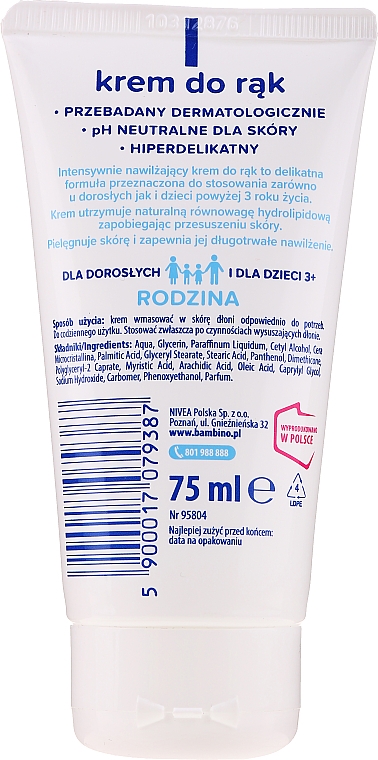 krem do rąk
• PRZEBADANY DERMATOLOGICZNIE
• pH NEUTRALNE DLA SKÓRY
• HIPERDELIKATNY
Intensywnie nawilżający krem do rąk to delikatna
formuła przeznaczona do stosowania zarówno
u dorosłych jak i dzieci powyżej 3 roku życia.
Krem utrzymuje naturalną równowagę hydrolipidową
zapobiegając przesuszeniu skóry.
Pielęgnuje skórę i zapewnia jej długotrwałe nawilżenie.
DLA DOROSŁYCH I DLA DZIECI 3+
RODZINA
Sposób użycia: krem wmasować w skórę dłoni odpowiednio do potrzeb.
Do codziennego użytku. Stosować zwłaszcza po czynnościach wysuszających dłonie.
Składniki/Ingredients: Aqua, Glycerin, Paraffinum Liquidum, Cetyl Alcohol, Cera
Microcristallina, Palmitic Acid, Glyceryl Stearate, Stearic Acid, Panthenol, Dimethicone,
Polyglyceryl-2 Caprate, Myristic Acid, Arachidic Acid, Oleic Acid, Caprylyl Glycol,
Sodium Hydroxide, Carbomer, Phenoxyethanol, Parfum.
NIVEA Polska Sp. z o.o.
Poznań, ul. Gnieźnieńska 32
www.bambino.pl
801 988 888
WYPRODUKOWANO
W POLSCE
75 ml e
4
LDPE
Nr 95804
Najlepiej zużyć przed końcem:
data na opakowaniu
5 900017 079387